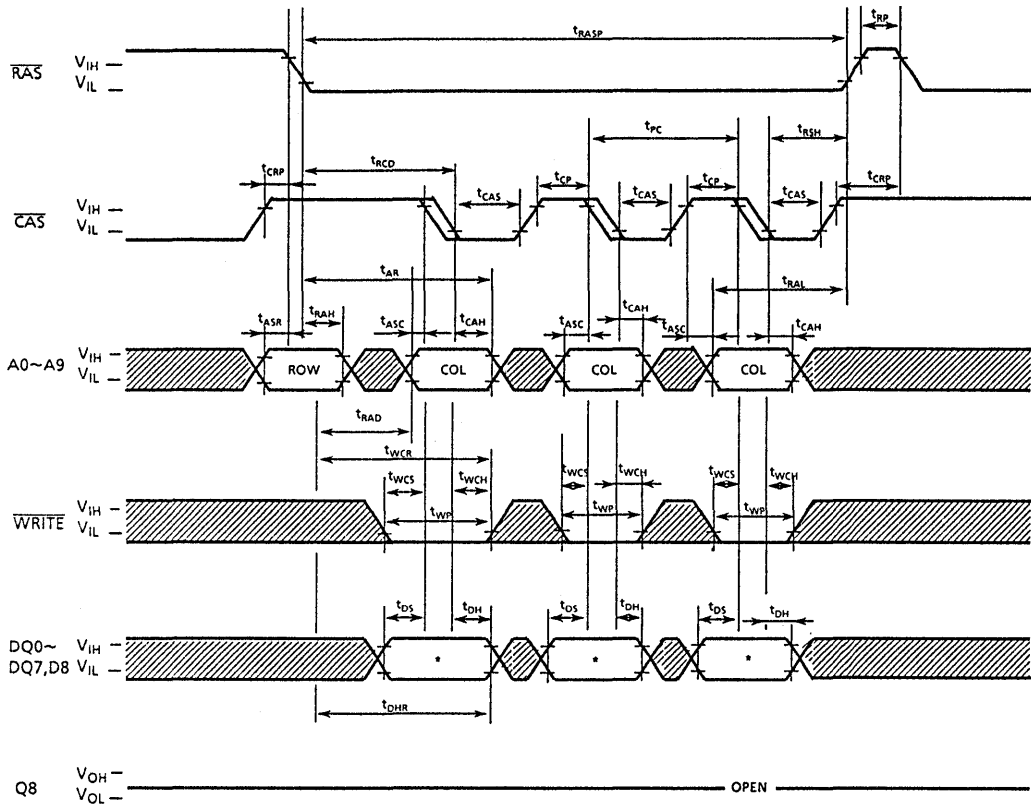 tRP
tRASP
RAS VIH
VIL
tPC tRSH
tRCD
tCRP tCAS tCP tCAS tCP tCAS tCRP
CAS VIH
VIL
tAR tRAL
tASR tRAH tASC tCAH tASC tCAH tASC tCAH
A0~A9 VIH
VIL
ROW COL COL COL
tRAD
tWCR
tWCS tWCH tWCS tWCH tWCS tWCH
WRITE VIH
VIL
tWP tWP tWP
tDS tDH tDS tDH tDS tDH
DQ0~ VIH
DQ7,D8 VIL
* * *
tDHR
Q8 VOH
VOL
OPEN